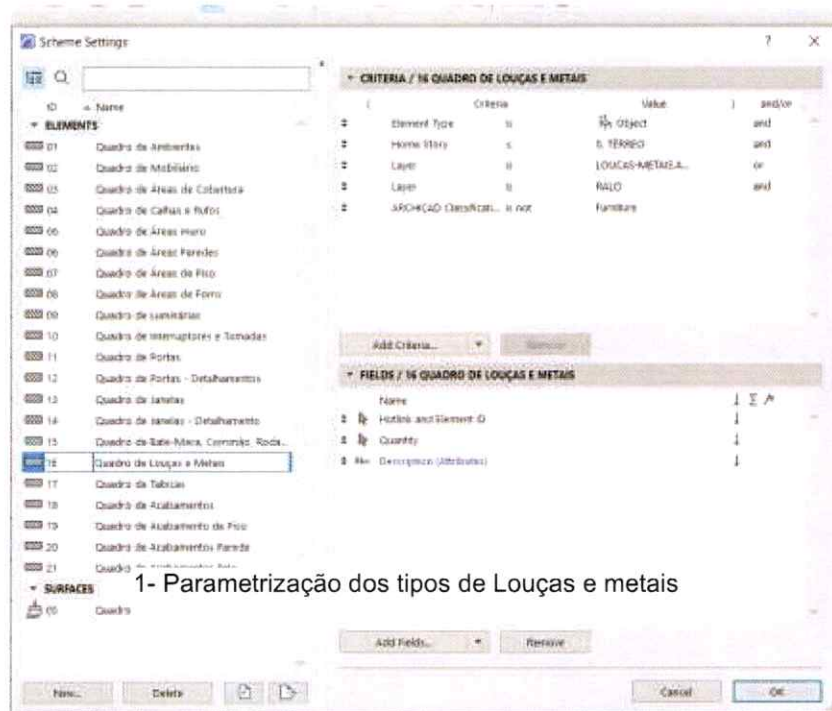 Scheme Settings ? ×
ID Name
ELEMENTS
01 Quadro de Ambientes
02 Quadro de Mobiliário
03 Quadro de Áreas de Cobertura
04 Quadro de Calhas e Rufos
Quadro de Áreas muro
06 Quadro de Áreas Paredes
07 Quadro de Áreas de Piso
08 Quadro de Áreas de Forro
09 Quadro de Luminárias
10 Quadro de Interruptores e Tomadas
11 Quadro de Portas
12 Quadro de Portas - Detalhamentos
13 Quadro de Janelas
14 Quadro de Janelas - Detalhamento
15 Quadro de Bate-Maca, Corrimão, Roda...
16 Quadro de Louças e Metais
17 Quadro de Tabicas
18 Quadro de Acabamentos
19 Quadro de Acabamento de Piso
20 Quadro de Acabamentos Parede
21 Quadro de Acabamentos
SURFACES
Quadro
New... Delete
CRITERIA / 16 QUADRO DE LOUÇAS E METAIS
( Criteria Value ) and/or
Element Type is Object and
Home Story is 0. TÉRREO and
Layer is LOUCAS-METAIS.A... or
Layer is RALO and
ARCHICAD Classificati... is not Furniture
Add Criteria... Remove
FIELDS / 16 QUADRO DE LOUÇAS E METAIS
Name
Hotlink and Element ID
Quantity
Description (Attributes)
1- Parametrização dos tipos de Louças e metais
Add Fields... Remove
Cancel OK